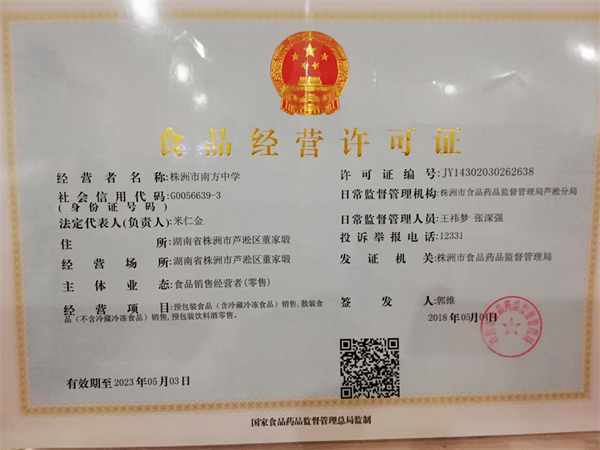 食品经营许可证
经营者名称:株洲市南方中学
社会信用代码:G0056639-3
(身份证号码)
法定代表人(负责人):米仁金
住所:湖南省株洲市芦淞区董家塅
经营场所:湖南省株洲市芦淞区董家塅
主体业态:食品销售经营者(零售)
经营项目:预包装食品(含冷藏冷冻食品)销售,散装食
品(不含冷藏冷冻食品)销售,预包装饮料酒零售。
有效期至2023年05月03日
许可证编号:JY14302030262638
日常监督管理机构:株洲市食品药品监督管理局芦淞分局
日常监督管理人员:王祎梦 张深强
投诉举报电话:12331
发证机关:株洲市食品药品监督管理局
签发人:郭维
2018年05月04日
国家食品药品监督管理总局监制